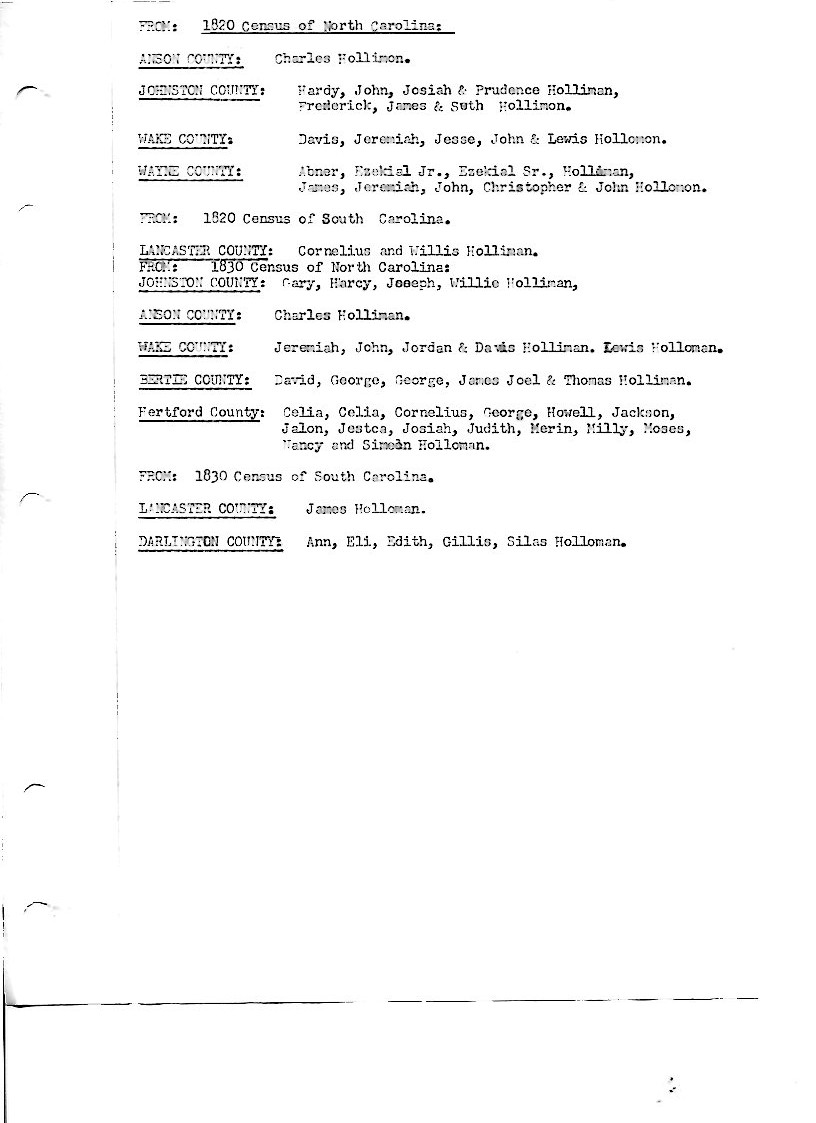 FROM: 1820 Census of North Carolina:
ANSON COUNTY: Charles Hollimon.
JOHNSTON COUNTY: Hardy, John, Josiah & Prudence Holliman,
Frederick, James & Seth Hollimon.
WAKE COUNTY: Davis, Jeremiah, Jesse, John & Lewis Hollomon.
WAYNE COUNTY: Abner, Ezekial Jr., Ezekial Sr., Holliman,
James, Jeremiah, John, Christopher & John Hollomon.
FROM: 1820 Census of South Carolina.
LANCASTER COUNTY: Cornelius and Willis Holliman.
FROM: 1830 Census of North Carolina:
JOHNSTON COUNTY: Gary, Harcy, Joseph, Willie Holliman,
ANSON COUNTY: Charles Holliman.
WAKE COUNTY: Jeremiah, John, Jordan & Davis Holliman. Lewis Holloman.
BERTIE COUNTY: David, George, George, James Joel & Thomas Holliman.
Hertford County: Celia, Celia, Cornelius, George, Howell, Jackson,
Jalon, Jestca, Josiah, Judith, Merin, Milly, Moses,
Nancy and Simeon Holloman.
FROM: 1830 Census of South Carolina.
LANCASTER COUNTY: James Holloman.
DARLINGTON COUNTY: Ann, Eli, Edith, Gillis, Silas Holloman.